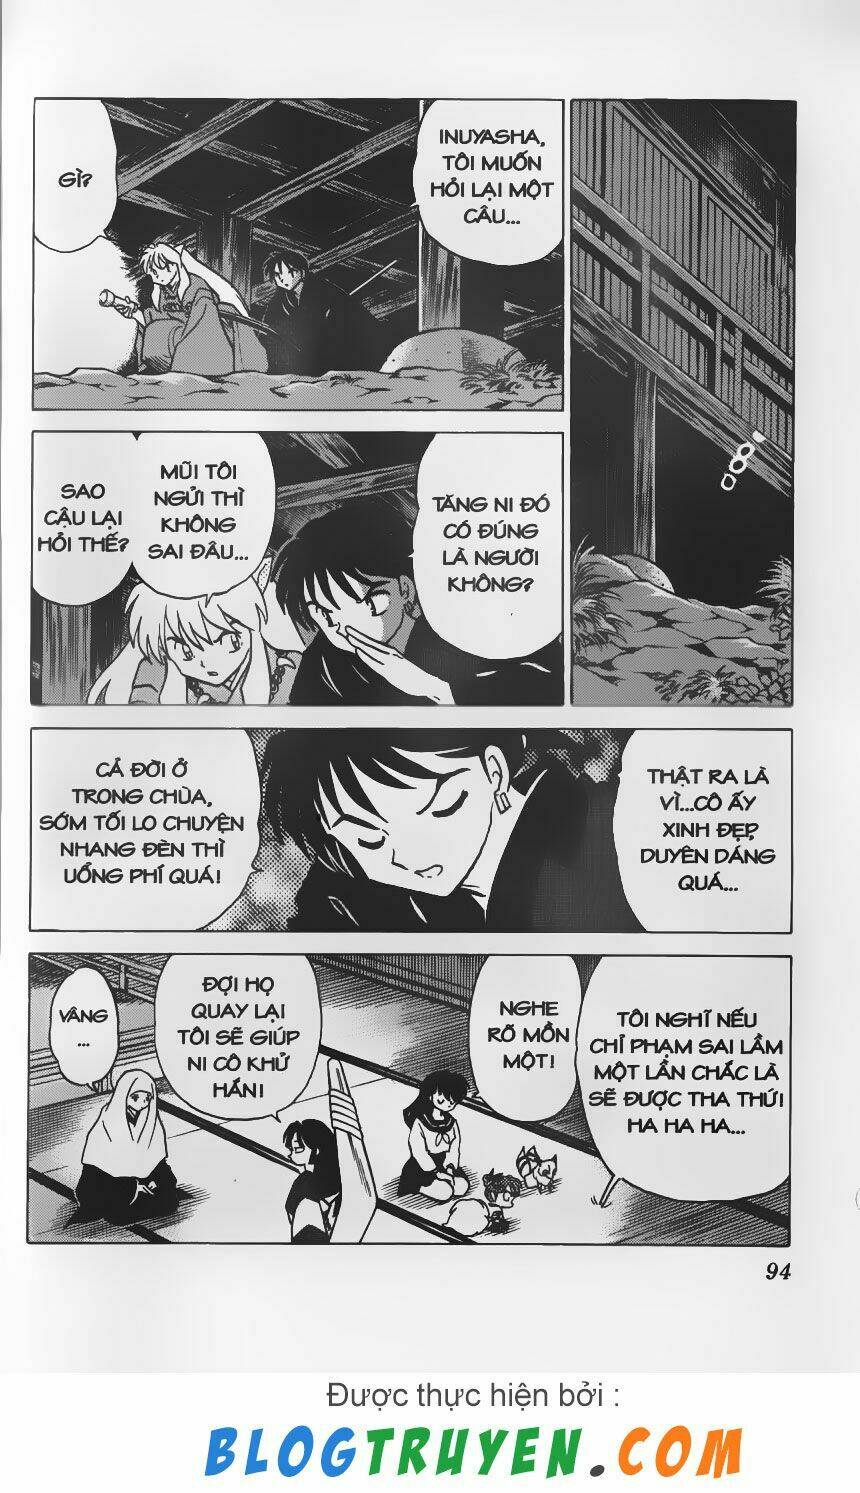 INUYASHA,
TÔI MUỐN
HỎI LẠI MỘT
CÂU...
GÌ?
TĂNG NI ĐÓ
CÓ ĐÚNG
LÀ NGƯỜI
KHÔNG?
MŨI TÔI
NGỬI THÌ
KHÔNG
SAI ĐÂU...
SAO
CẬU LẠI
HỎI THẾ?
THẬT RA LÀ
VÌ...CÔ ẤY
XINH ĐẸP,
DUYÊN DÁNG
QUÁ...
CẢ ĐỜI Ở
TRONG CHÙA,
SỚM TỐI LO CHUYỆN
NHANG ĐÈN THÌ
UỔNG PHÍ QUÁ!
TÔI NGHĨ NẾU
CHỈ PHẠM SAI LẦM
MỘT LẦN CHẮC LÀ
SẼ ĐƯỢC THA THỨ!
HA HA HA...
NGHE
RÕ MỒN
MỘT!
ĐỢI HỌ
QUAY LẠI
TÔI SẼ GIÚP
NI CÔ KHỬ
HẮN!
VÂNG
...
94
Được thực hiện bởi :
BLOGTRUYEN.COM